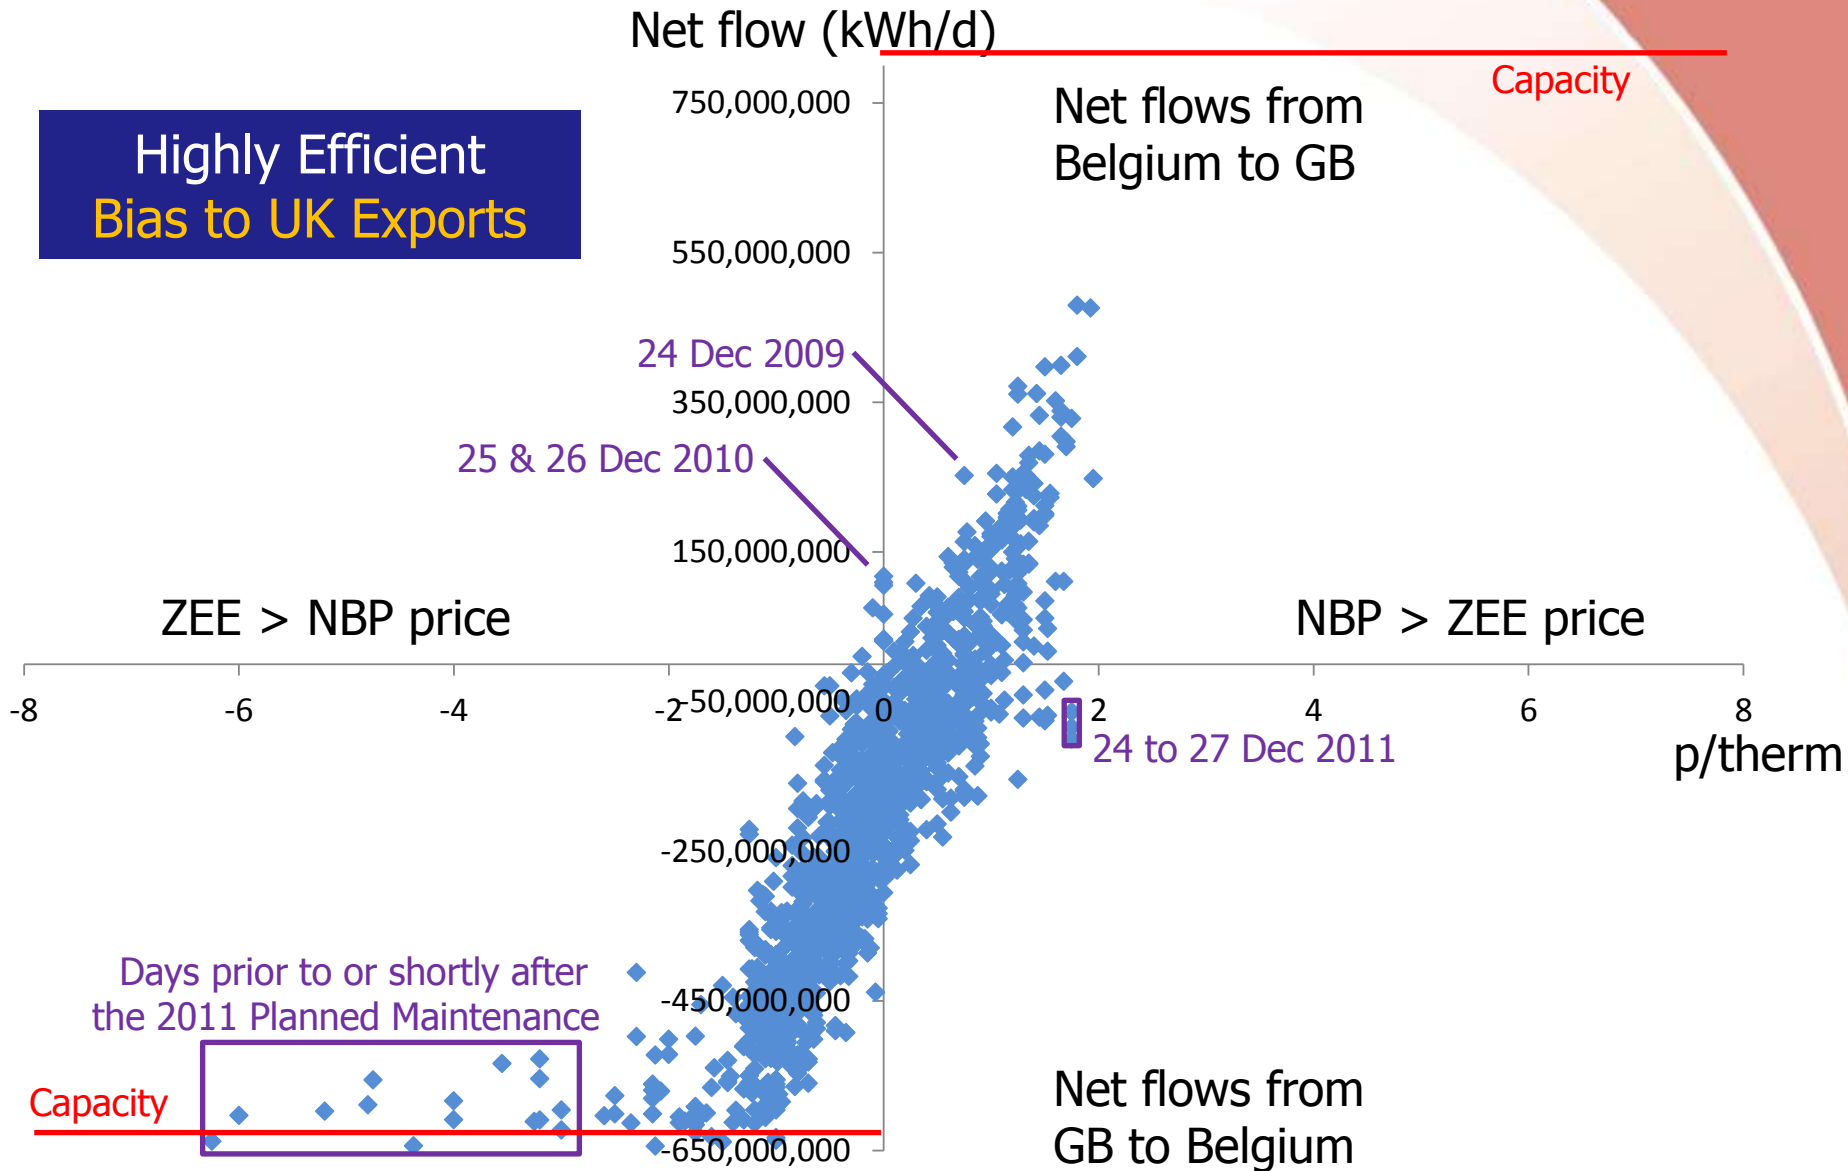 Net flow (kWh/d)
Capacity
750,000,000
Net flows from
Belgium to GB
Highly Efficient
Bias to UK Exports
550,000,000
24 Dec 2009
350,000,000
25 & 26 Dec 2010
150,000,000
ZEE > NBP price
NBP > ZEE price
-8
-6
-4
-2
-50,000,000
0
2
4
6
8
24 to 27 Dec 2011
p/therm
-250,000,000
Days prior to or shortly after
the 2011 Planned Maintenance
-450,000,000
Capacity
Net flows from
GB to Belgium
-650,000,000